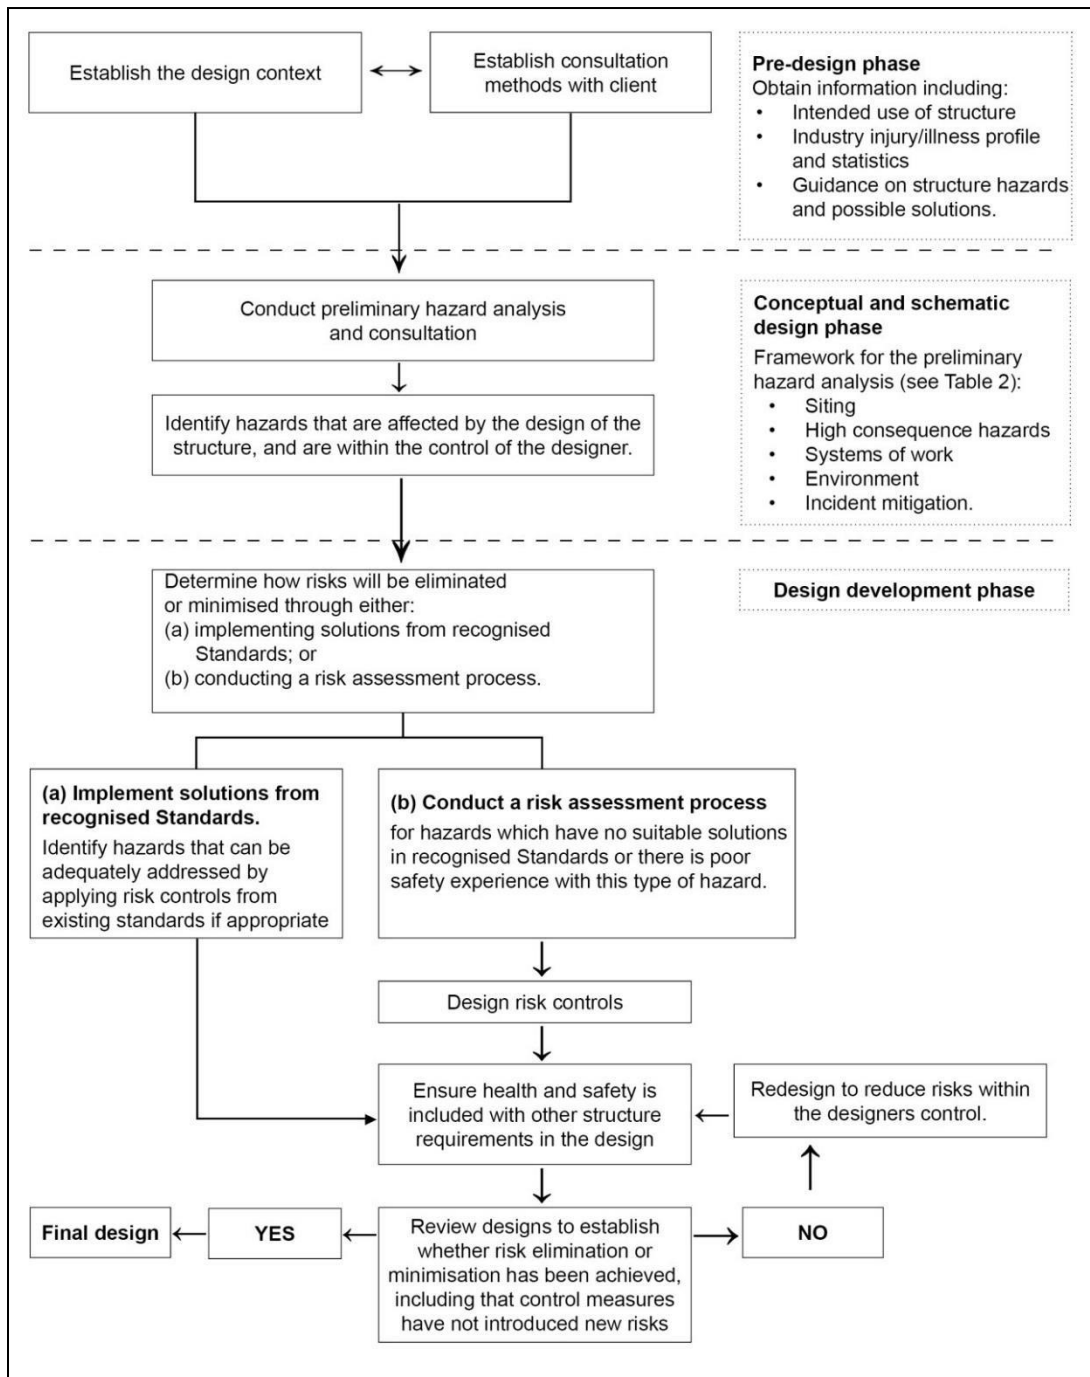 Establish the design context
Establish consultation
methods with client
Pre-design phase
Obtain information including:
• Intended use of structure
• Industry injury/illness profile
and statistics
• Guidance on structure hazards
and possible solutions.
Conduct preliminary hazard analysis
and consultation
Identify hazards that are affected by the design of the
structure, and are within the control of the designer.
Conceptual and schematic
design phase
Framework for the preliminary
hazard analysis (see Table 2):
• Siting
• High consequence hazards
• Systems of work
• Environment
• Incident mitigation.
Determine how risks will be eliminated
or minimised through either:
(a) implementing solutions from recognised
Standards; or
(b) conducting a risk assessment process.
Design development phase
(a) Implement solutions from
recognised Standards.
Identify hazards that can be
adequately addressed by
applying risk controls from
existing standards if appropriate
(b) Conduct a risk assessment process
for hazards which have no suitable solutions
in recognised Standards or there is poor
safety experience with this type of hazard.
Design risk controls
Ensure health and safety is
included with other structure
requirements in the design
Redesign to reduce risks within
the designers control.
Final design
YES
Review designs to establish
whether risk elimination or
minimisation has been achieved,
including that control measures
have not introduced new risks
NO